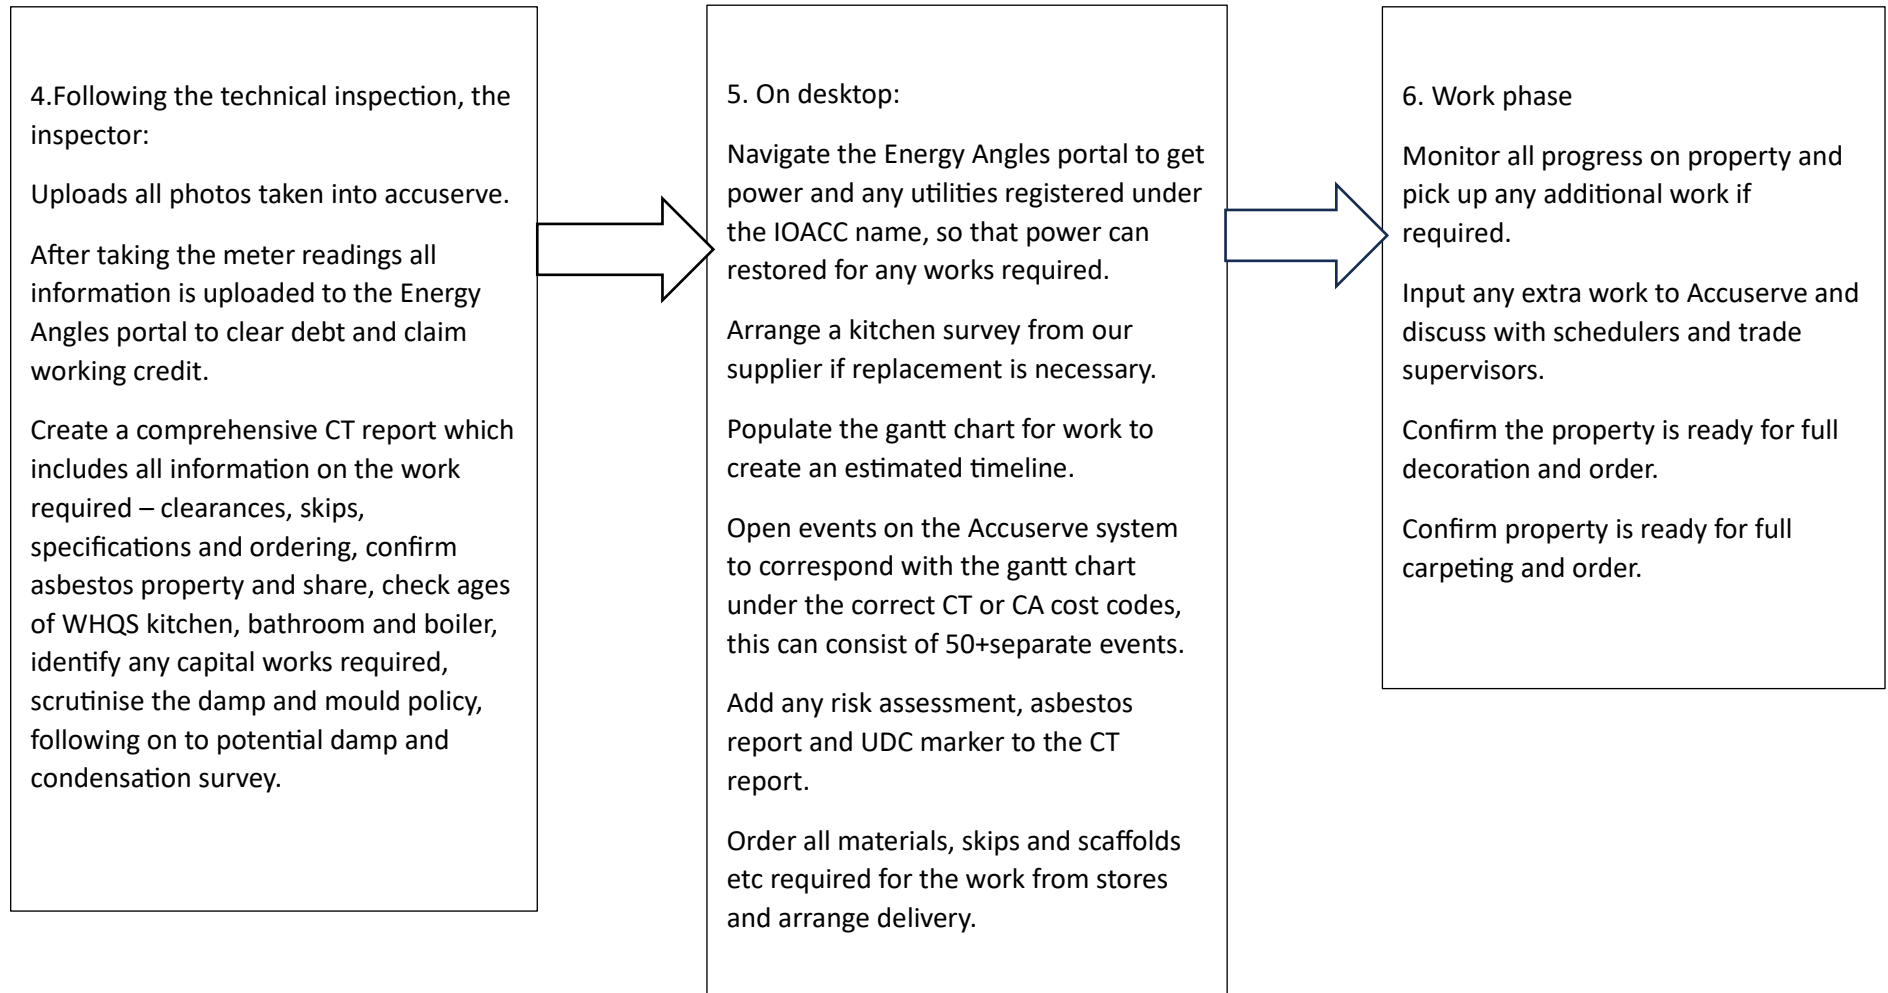 4.Following the technical inspection, the
inspector:
Uploads all photos taken into accuserve.
After taking the meter readings all
information is uploaded to the Energy
Angles portal to clear debt and claim
working credit.
Create a comprehensive CT report which
includes all information on the work
required – clearances, skips,
specifications and ordering, confirm
asbestos property and share, check ages
of WHQS kitchen, bathroom and boiler,
identify any capital works required,
scrutinise the damp and mould policy,
following on to potential damp and
condensation survey.
5. On desktop:
Navigate the Energy Angles portal to get
power and any utilities registered under
the IOACC name, so that power can
restored for any works required.
Arrange a kitchen survey from our
supplier if replacement is necessary.
Populate the gantt chart for work to
create an estimated timeline.
Open events on the Accuserve system
to correspond with the gantt chart
under the correct CT or CA cost codes,
this can consist of 50+separate events.
Add any risk assessment, asbestos
report and UDC marker to the CT
report.
Order all materials, skips and scaffolds
etc required for the work from stores
and arrange delivery.
6. Work phase
Monitor all progress on property and
pick up any additional work if
required.
Input any extra work to Accuserve and
discuss with schedulers and trade
supervisors.
Confirm the property is ready for full
decoration and order.
Confirm property is ready for full
carpeting and order.